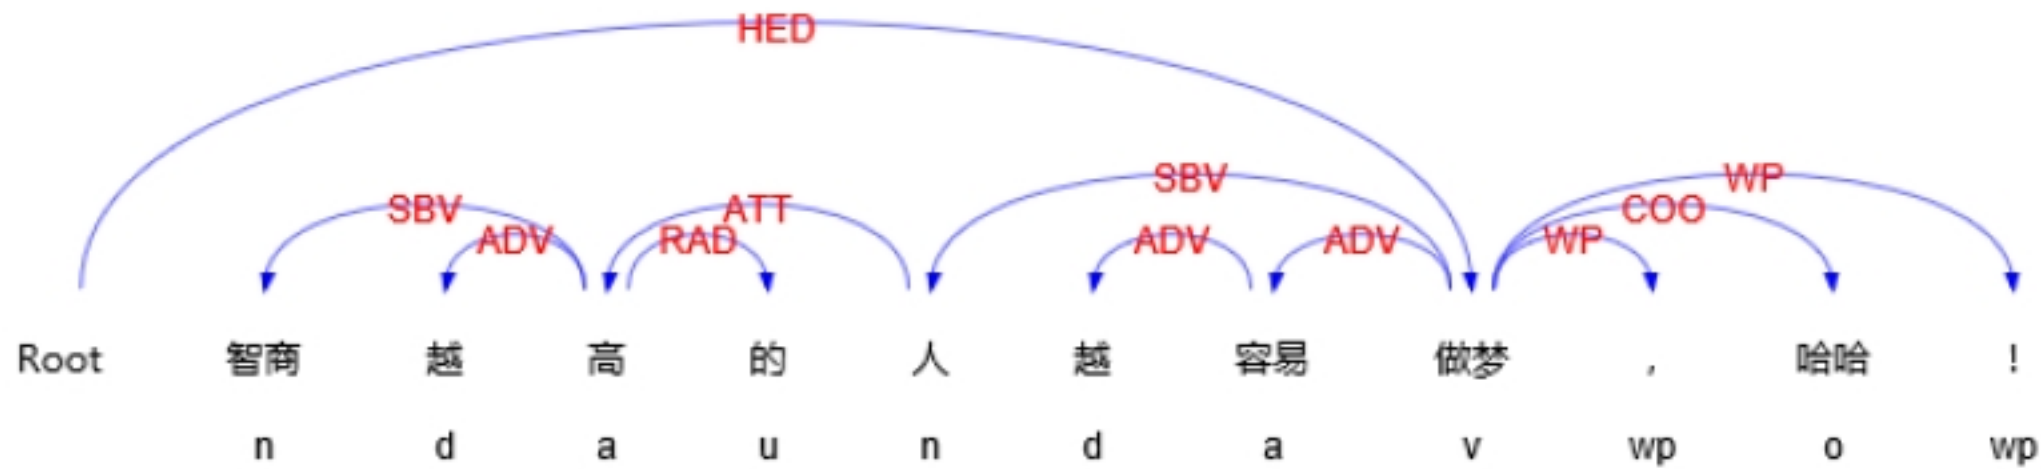 HED
SBV WP
SBV ATT COO
ADV RAD ADV ADV WP
Root 智商 越 高 的 人 越 容易 做梦 , 哈哈 !
n d a u n d a v wp o wp